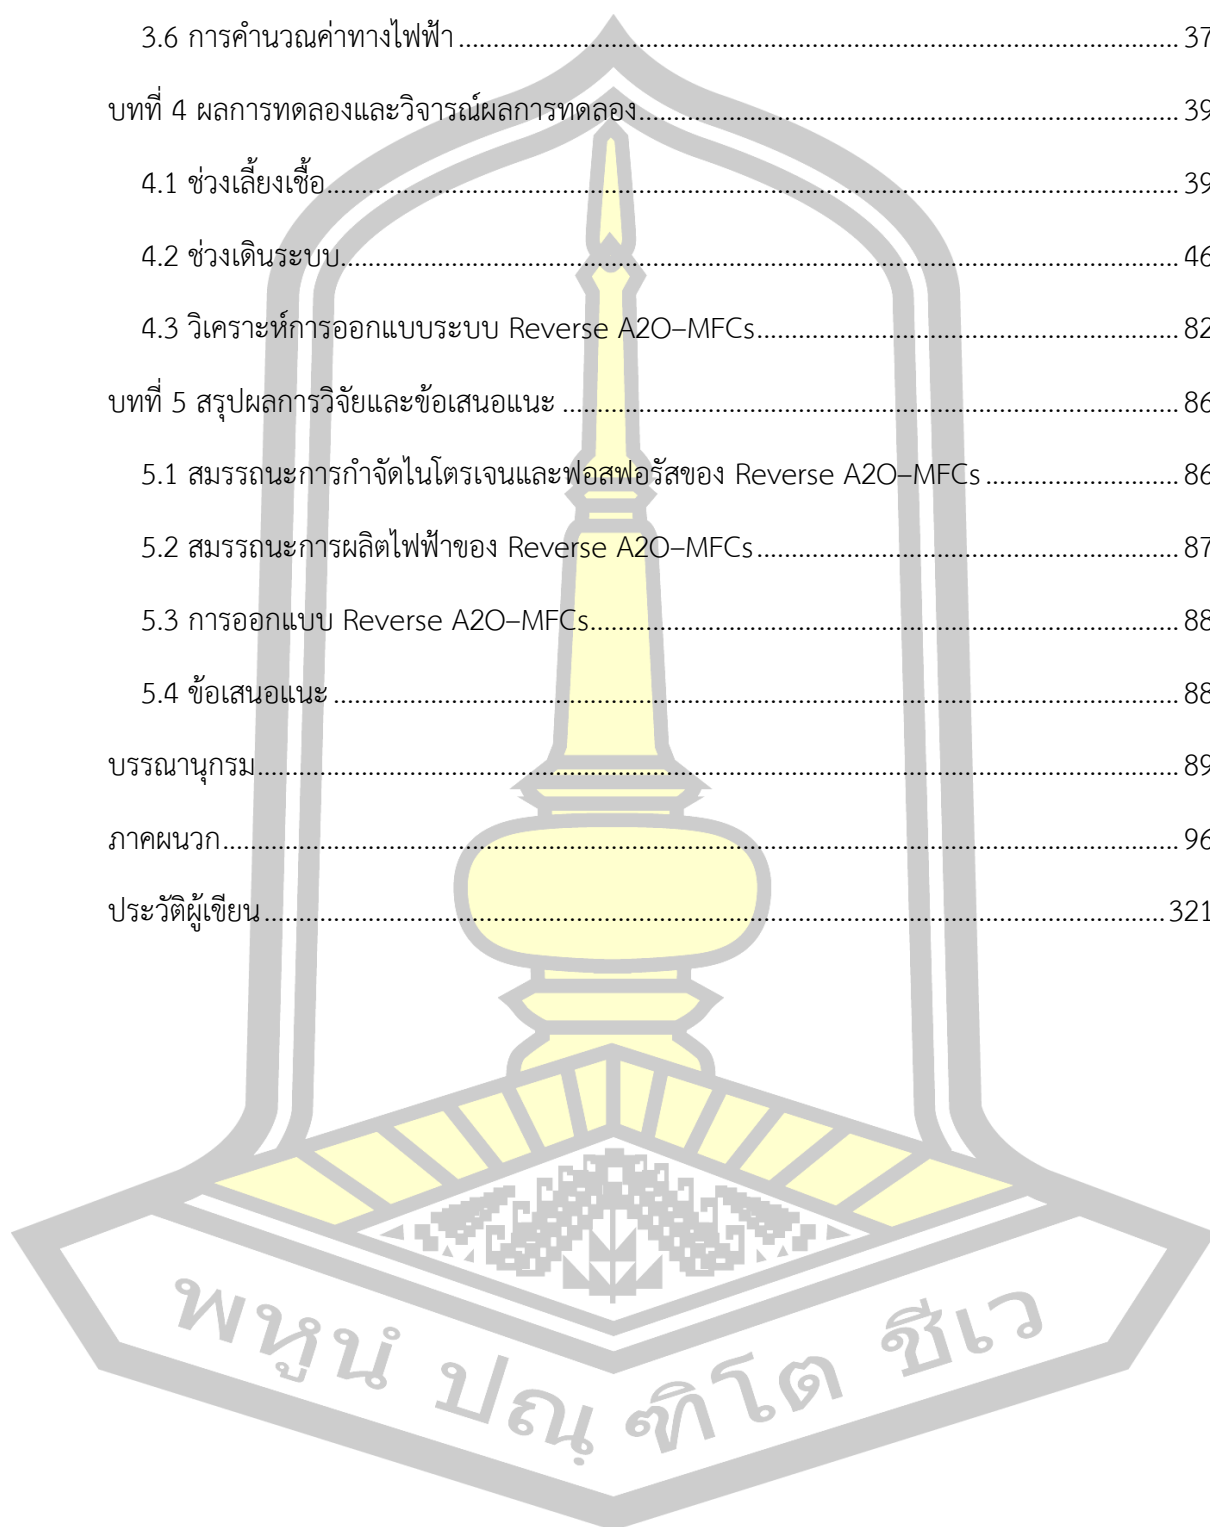 3.6 การคำนวณค่าทางไฟฟ้า ........ 37
บทที่ 4 ผลการทดลองและวิจารณ์ผลการทดลอง ........ 39
4.1 ช่วงเลี้ยงเชื้อ ........ 39
4.2 ช่วงเดินระบบ ........ 46
4.3 วิเคราะห์การออกแบบระบบ Reverse A2O–MFCs ........ 82
บทที่ 5 สรุปผลการวิจัยและข้อเสนอแนะ ........ 86
5.1 สมรรถนะการกำจัดไนโตรเจนและฟอสฟอรัสของ Reverse A2O–MFCs ........ 86
5.2 สมรรถนะการผลิตไฟฟ้าของ Reverse A2O–MFCs ........ 87
5.3 การออกแบบ Reverse A2O–MFCs ........ 88
5.4 ข้อเสนอแนะ ........ 88
บรรณานุกรม ........ 89
ภาคผนวก ........ 96
ประวัติผู้เขียน ........ 321
พหูนํ ปณฺฑิโต ชีเว